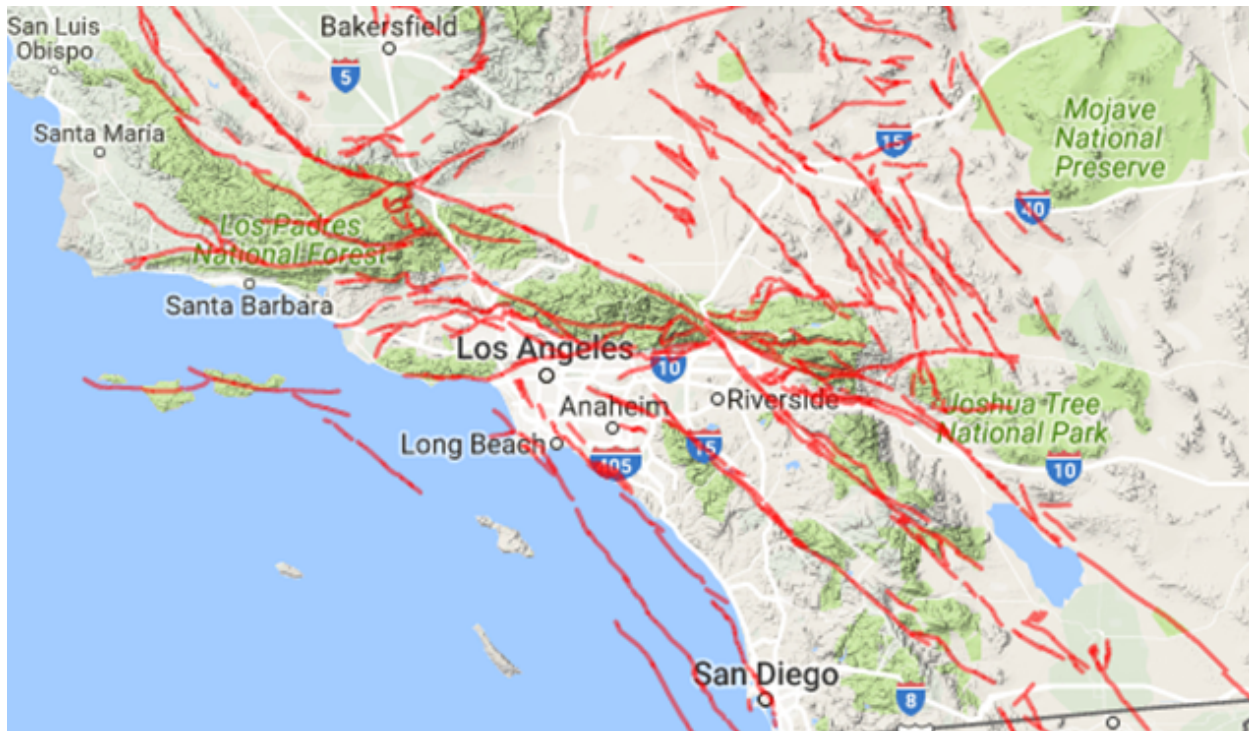 San Luis
Obispo
Bakersfield
5
Santa Maria
15
Mojave
National
Preserve
40
Los Padres
National Forest
Santa Barbara
Los Angeles
10
Anaheim
Riverside
Joshua Tree
National Park
Long Beach
15
405
10
San Diego
8